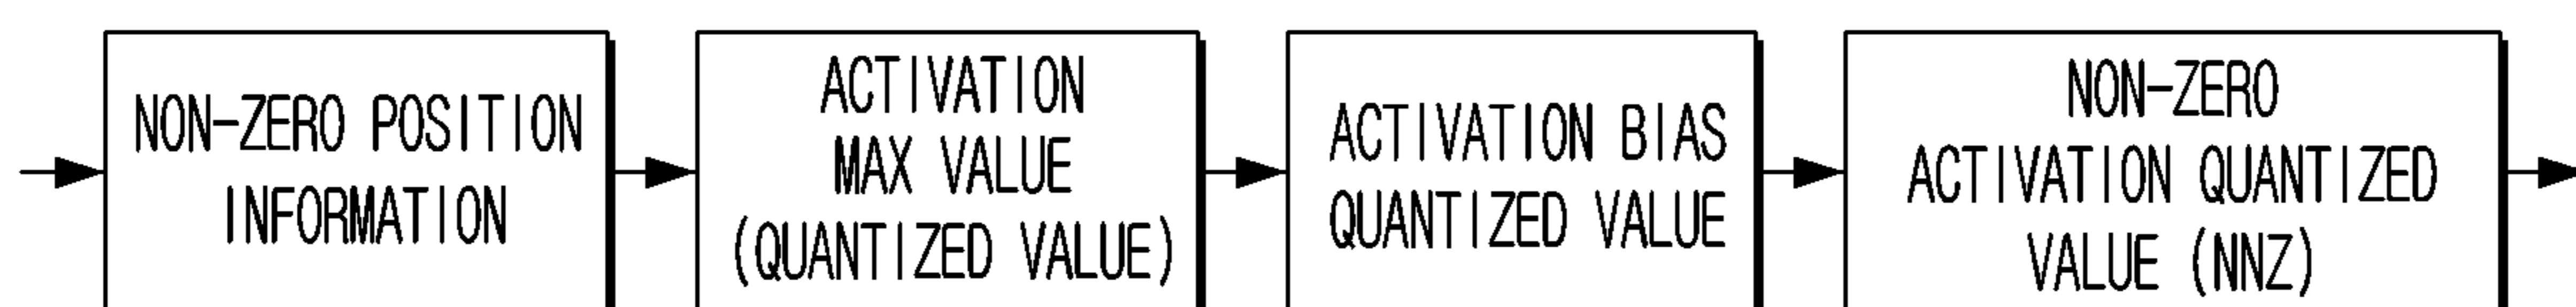 NON-ZERO POSITION
INFORMATION
ACTIVATION
MAX VALUE
(QUANTIZED VALUE)
ACTIVATION BIAS
QUANTIZED VALUE
NON-ZERO
ACTIVATION QUANTIZED
VALUE (NNZ)